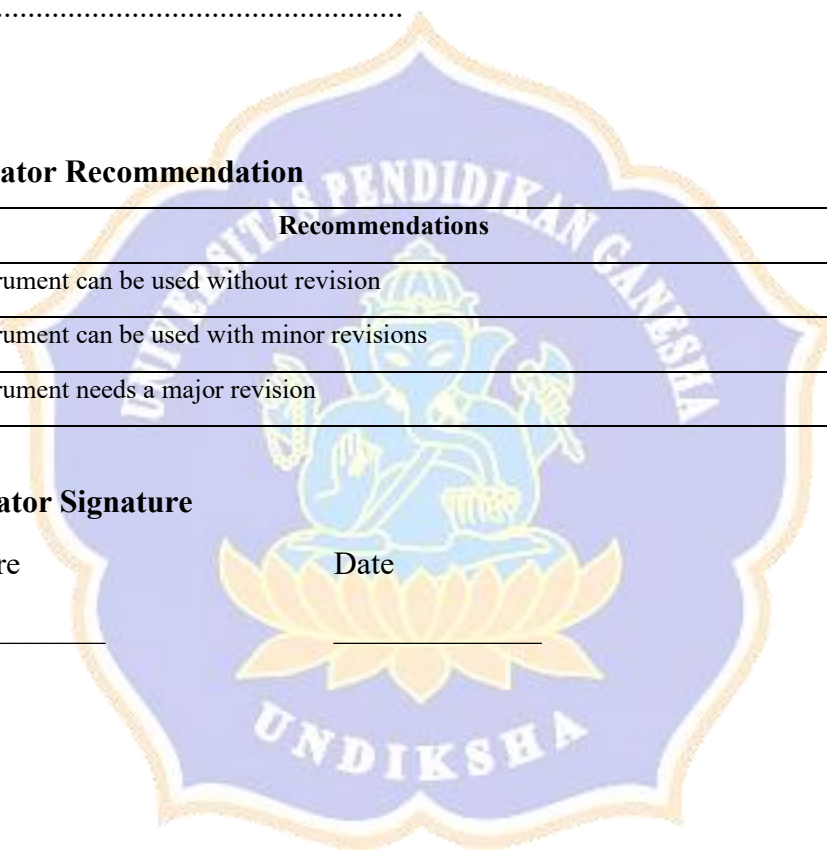 ........................................................
ator Recommendation
Recommendations
rument can be used without revision
rument can be used with minor revisions
rument needs a major revision
ator Signature
re Date
UNIVERSITAS PENDIDIKAN GANESHA
UNDIKSHA